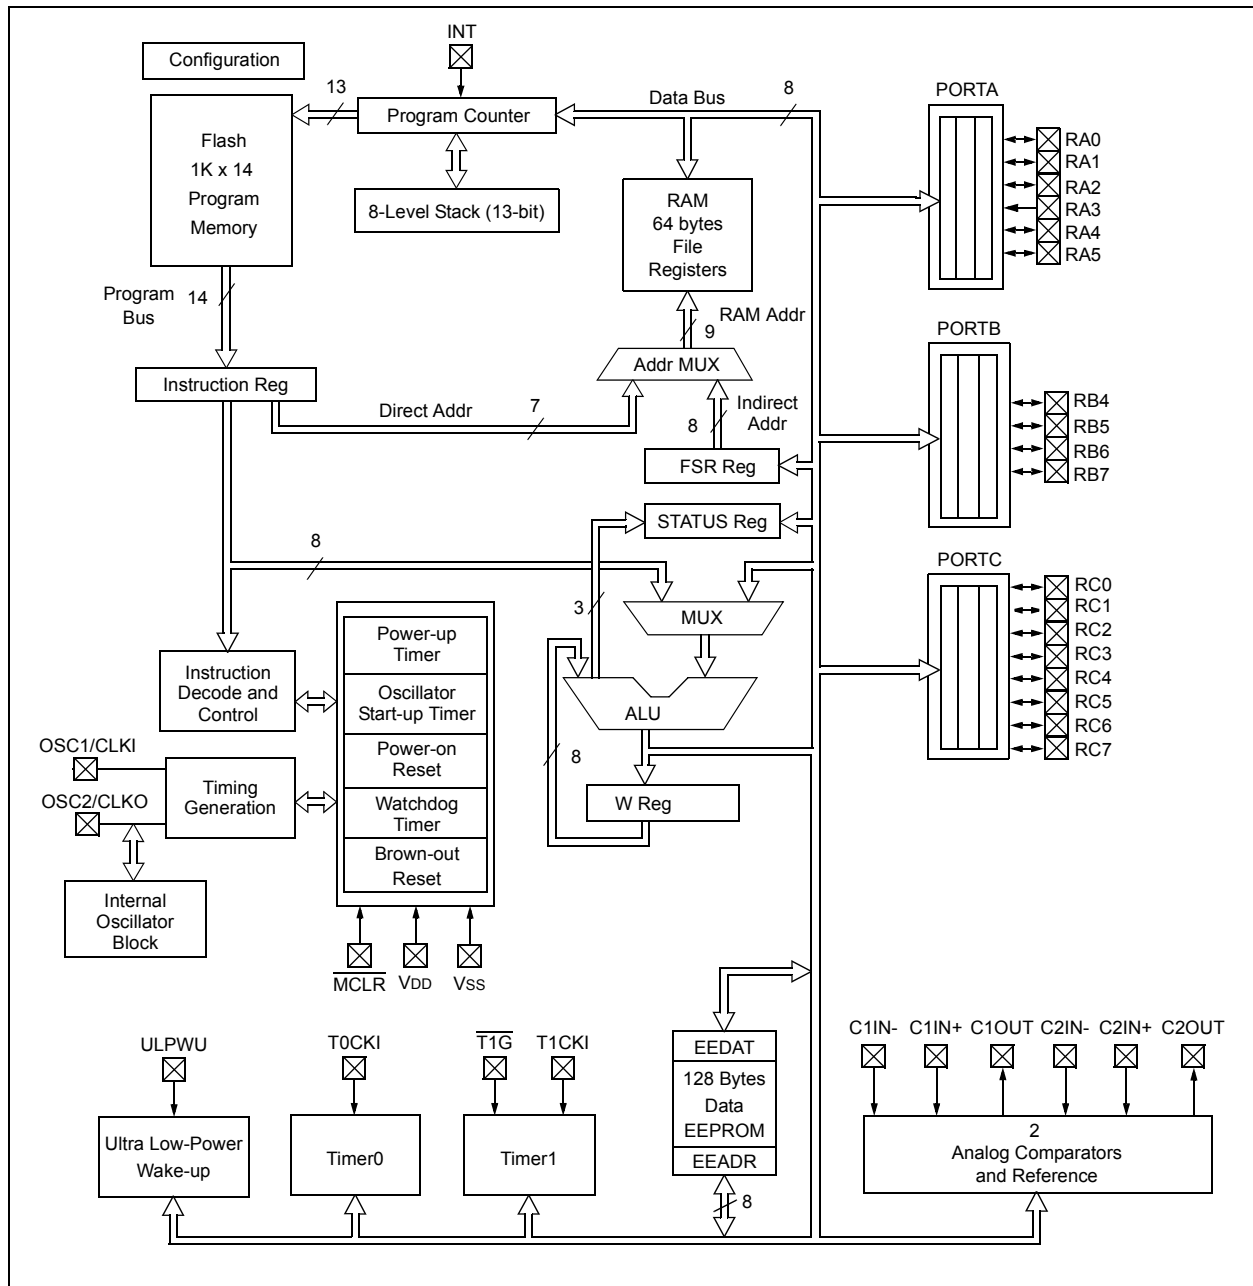 INT
Configuration
13
Program Counter
Data Bus
8
PORTA
Flash
1K x 14
Program
Memory
8-Level Stack (13-bit)
RAM
64 bytes
File
Registers
RA0
RA1
RA2
RA3
RA4
RA5
Program
Bus
14
RAM Addr
9
PORTB
Addr MUX
Instruction Reg
Direct Addr
7
8
Indirect
Addr
RB4
RB5
RB6
RB7
FSR Reg
STATUS Reg
8
3
PORTC
MUX
RC0
RC1
RC2
RC3
RC4
RC5
RC6
RC7
Power-up
Timer
Instruction
Decode and
Control
Oscillator
Start-up Timer
ALU
OSC1/CLKI
Power-on
Reset
8
Timing
Generation
OSC2/CLKO
Watchdog
Timer
W Reg
Brown-out
Reset
Internal
Oscillator
Block
MCLR
VDD
VSS
ULPWU
T0CKI
T1G
T1CKI
EEDAT
128 Bytes
Data
EEPROM
EEADR
8
C1IN-
C1IN+
C1OUT
C2IN-
C2IN+
C2OUT
Ultra Low-Power
Wake-up
Timer0
Timer1
2
Analog Comparators
and Reference